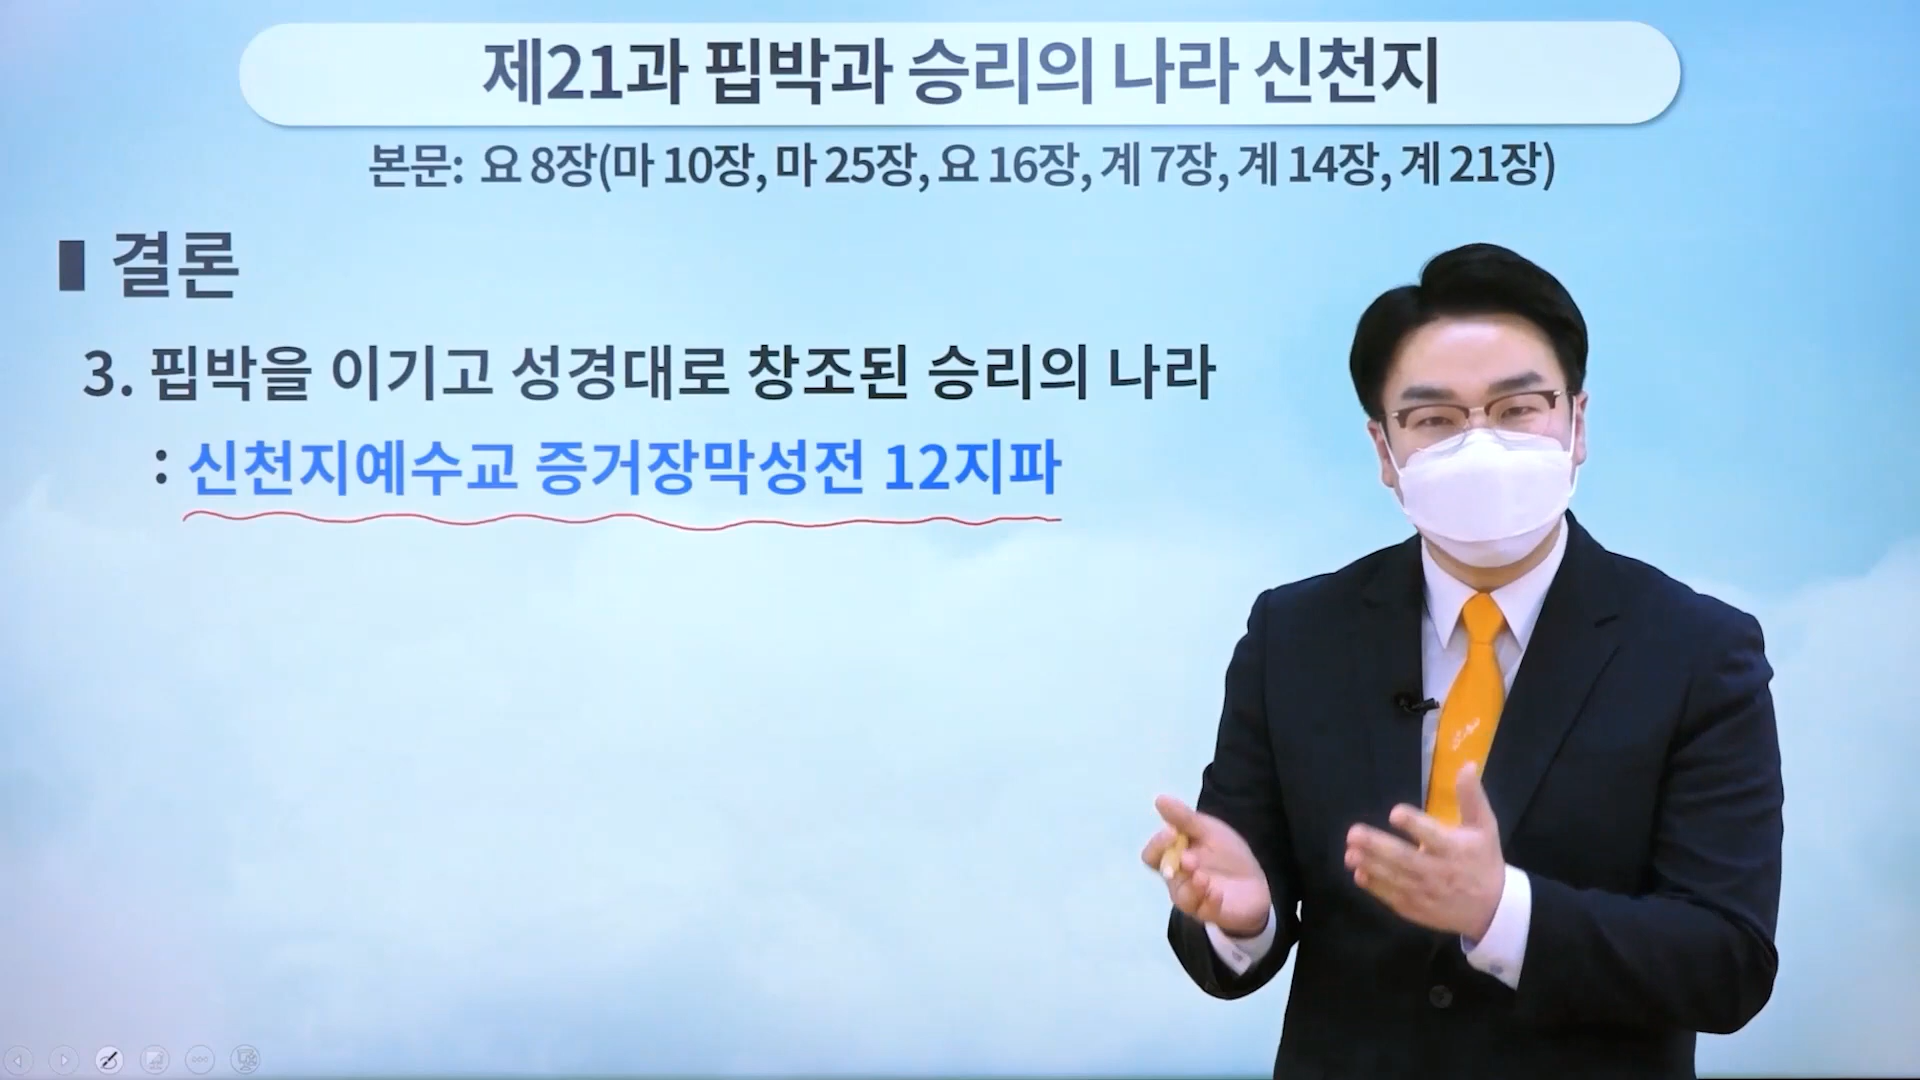 제21과 핍박과 승리의 나라 신천지
본문: 요 8장(마 10장, 마 25장, 요 16장, 계 7장, 계 14장, 계 21장)
결론
3. 핍박을 이기고 성경대로 창조된 승리의 나라
: 신천지예수교 증거장막성전 12지파